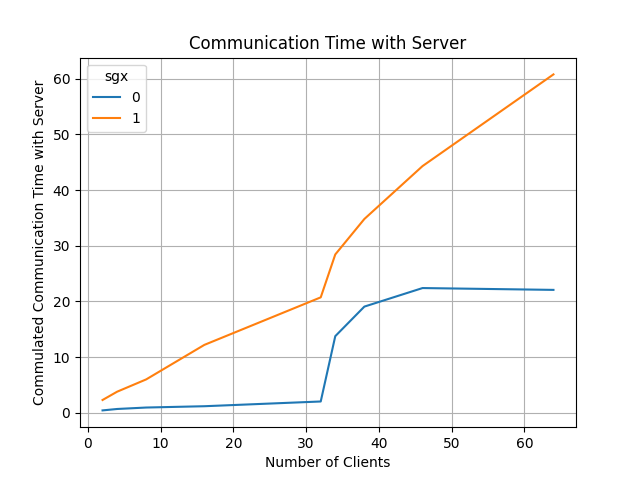 Communication Time with Server
Commulated Communication Time with Server
60
50
40
30
20
10
0
sgx
0
1
0 10 20 30 40 50 60
Number of Clients